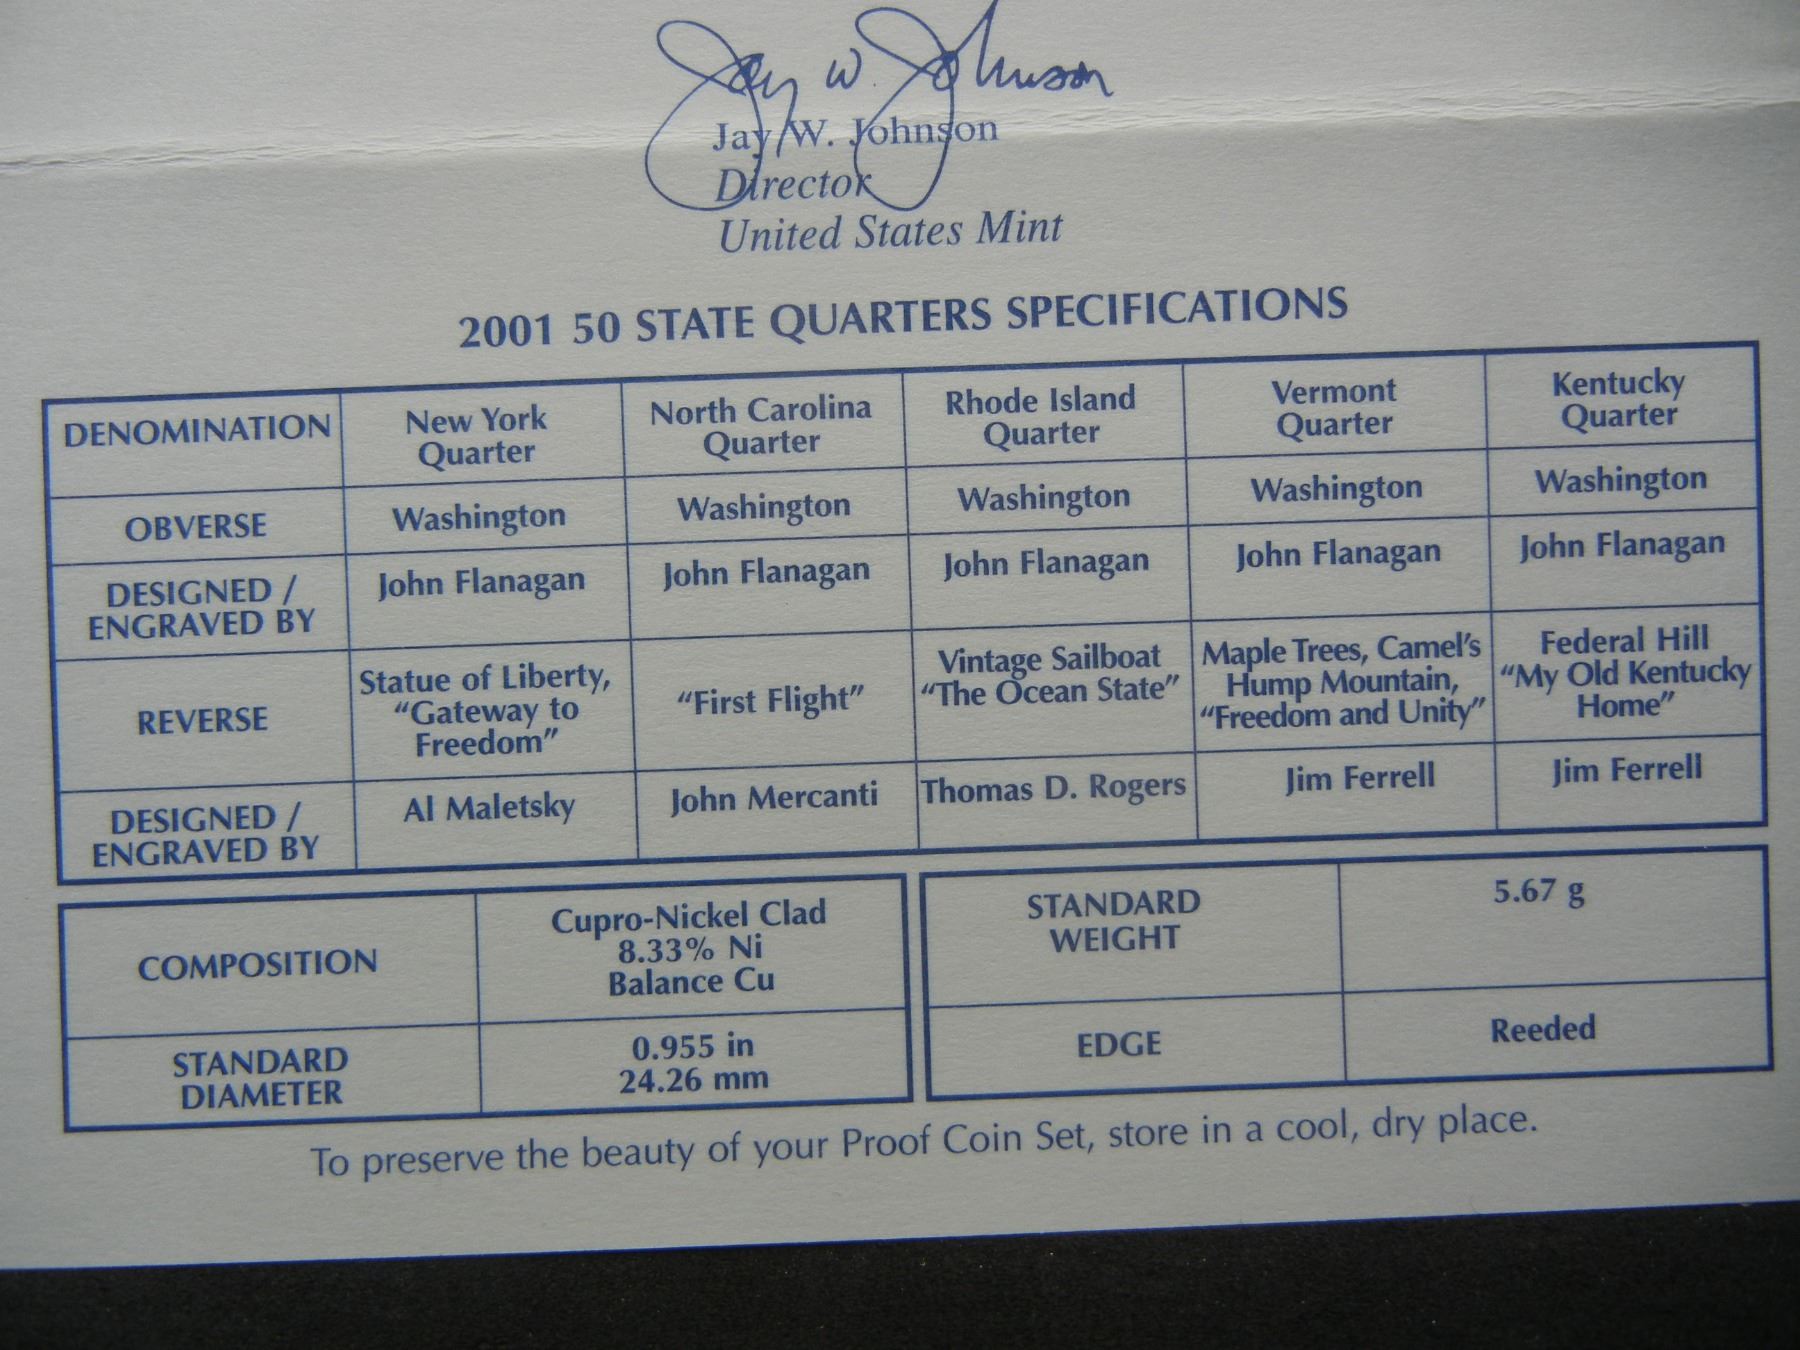 Jay W. Johnson
Jay W. Johnson
Director
United States Mint
2001 50 STATE QUARTERS SPECIFICATIONS
DENOMINATION
New York
Quarter
North Carolina
Quarter
Rhode Island
Quarter
Vermont
Quarter
Kentucky
Quarter
OBVERSE
Washington
Washington
Washington
Washington
Washington
DESIGNED /
ENGRAVED BY
John Flanagan
John Flanagan
John Flanagan
John Flanagan
John Flanagan
REVERSE
Statue of Liberty,
“Gateway to
Freedom”
“First Flight”
Vintage Sailboat
“The Ocean State”
Maple Trees, Camel’s
Hump Mountain,
“Freedom and Unity”
Federal Hill
“My Old Kentucky
Home”
DESIGNED /
ENGRAVED BY
Al Maletsky
John Mercanti
Thomas D. Rogers
Jim Ferrell
Jim Ferrell
COMPOSITION
Cupro-Nickel Clad
8.33% Ni
Balance Cu
STANDARD
DIAMETER
0.955 in
24.26 mm
STANDARD
WEIGHT
5.67 g
EDGE
Reeded
To preserve the beauty of your Proof Coin Set, store in a cool, dry place.